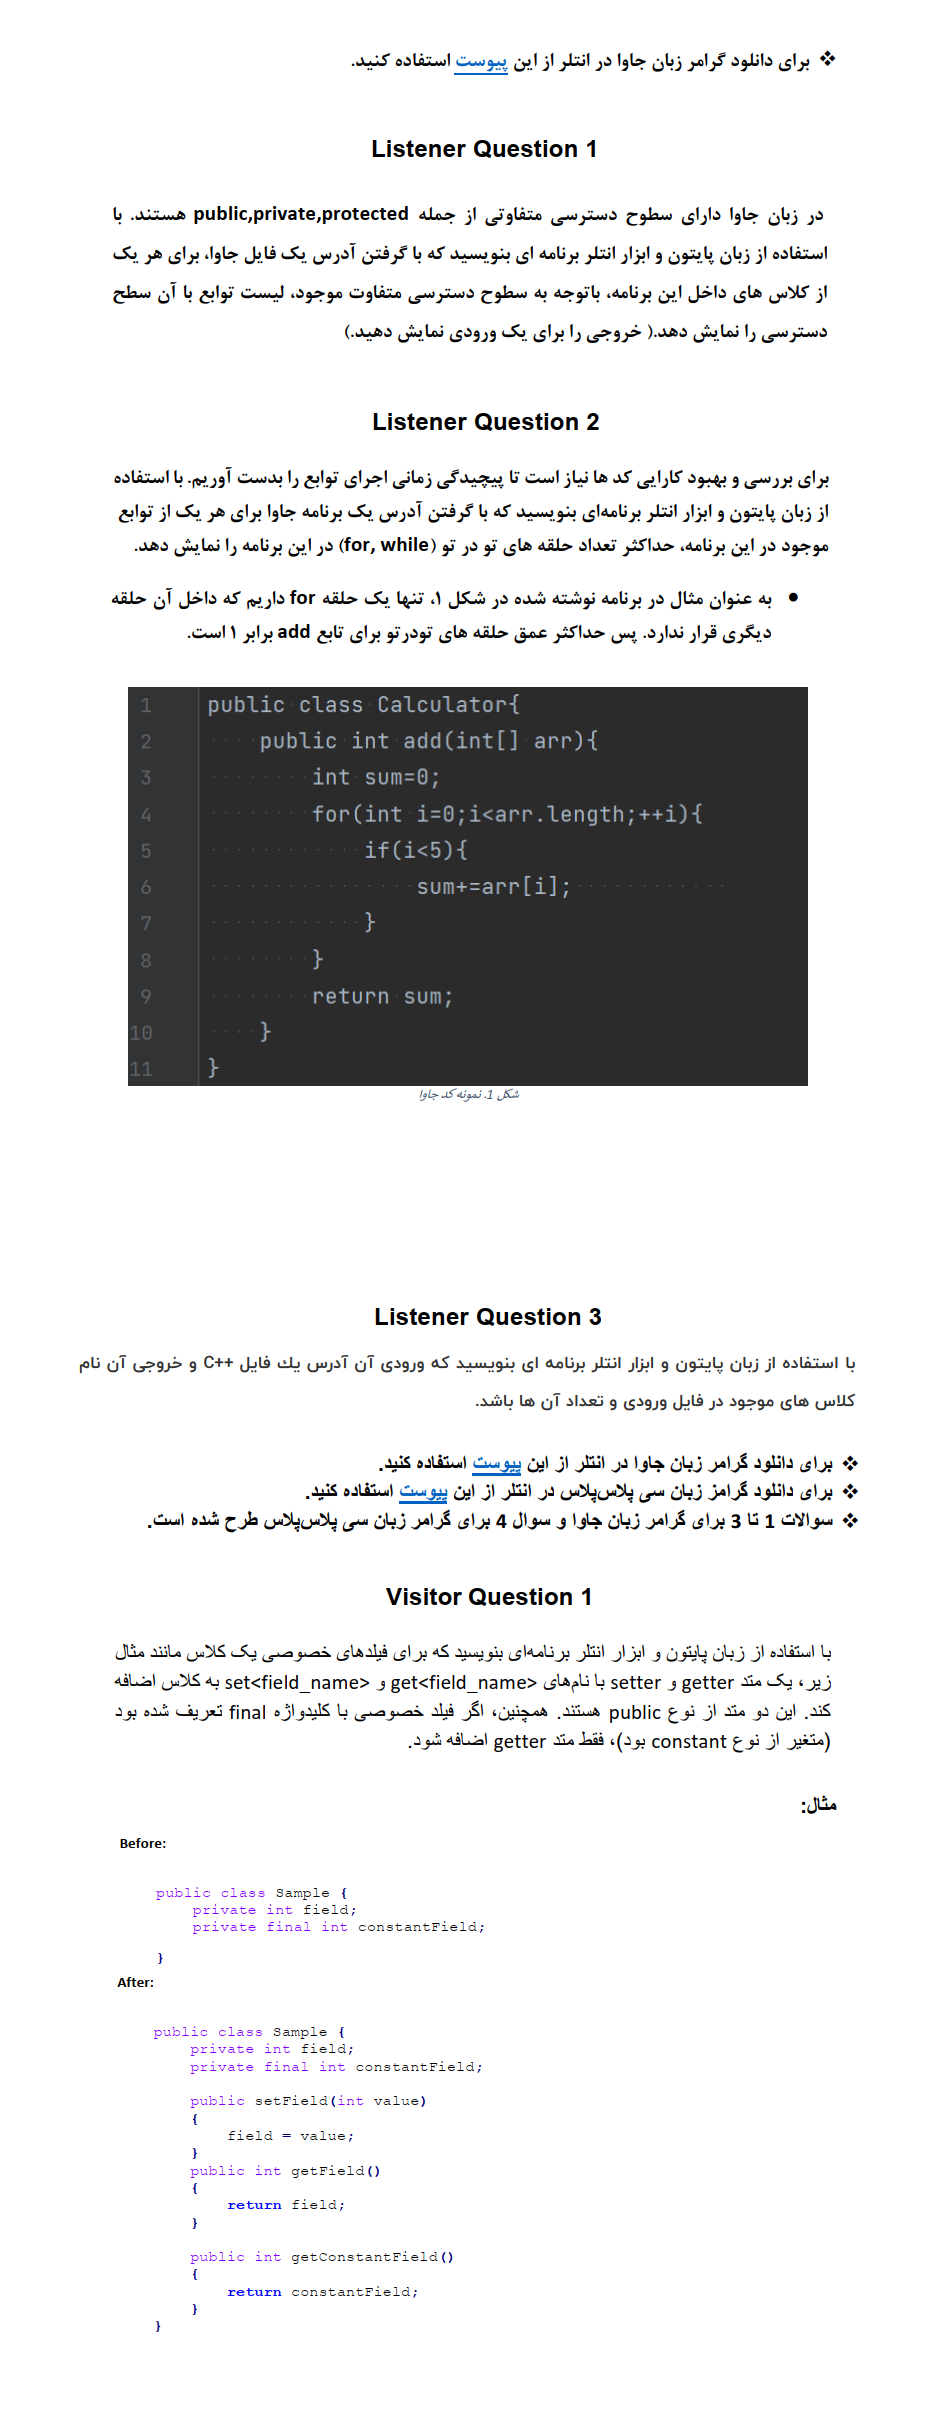 ❖ برای دانلود گرامر زبان جاوا در انتلر از این پیوست استفاده کنید.
Listener Question 1
در زبان جاوا دارای سطوح دسترسی متفاوتی از جمله public,private,protected هستند. با
استفاده از زبان پایتون و ابزار انتلر برنامه ای بنویسید که با گرفتن آدرس یک فایل جاوا، برای هر یک
از کلاس های داخل این برنامه، باتوجه به سطوح دسترسی متفاوت موجود، لیست توابع با آن سطح
دسترسی را نمایش دهد.( خروجی را برای یک ورودی نمایش دهید.)
Listener Question 2
برای بررسی و بهبود کارایی کد ها نیاز است تا پیچیدگی زمانی اجرای توابع را بدست آوریم. با استفاده
از زبان پایتون و ابزار انتلر برنامه‌ای بنویسید که با گرفتن آدرس یک برنامه جاوا برای هر یک از توابع
موجود در این برنامه، حداکثر تعداد حلقه های تو در تو (for, while) در این برنامه را نمایش دهد.
● به عنوان مثال در برنامه نوشته شده در شکل ۱، تنها یک حلقه for داریم که داخل آن حلقه
دیگری قرار ندارد. پس حداکثر عمق حلقه های تودرتو برای تابع add برابر ۱ است.
1 public class Calculator{
2 public int add(int[] arr){
3 int sum=0;
4 for(int i=0;i<arr.length;++i){
5 if(i<5){
6 sum+=arr[i];
7 }
8 }
9 return sum;
10 }
11 }
شکل 1. نمونه کد جاوا
Listener Question 3
با استفاده از زبان پایتون و ابزار انتلر برنامه ای بنویسید که ورودی آن آدرس یك فایل C++ و خروجی آن نام
کلاس های موجود در فایل ورودی و تعداد آن ها باشد.
❖ برای دانلود گرامر زبان جاوا در انتلر از این پیوست استفاده کنید.
❖ برای دانلود گرامز زبان سی پلاس‌پلاس در انتلر از این پیوست استفاده کنید.
❖ سوالات 1 تا 3 برای گرامر زبان جاوا و سوال 4 برای گرامر زبان سی پلاس‌پلاس طرح شده است.
Visitor Question 1
با استفاده از زبان پایتون و ابزار انتلر برنامه‌ای بنویسید که برای فیلدهای خصوصی یک کلاس مانند مثال
زیر، یک متد getter و setter با نام‌های get<field_name> و set<field_name> به کلاس اضافه
کند. این دو متد از نوع public هستند. همچنین، اگر فیلد خصوصی با کلیدواژه final تعریف شده بود
(متغیر از نوع constant بود)، فقط متد getter اضافه شود.
مثال:
Before:
public class Sample {
private int field;
private final int constantField;
}
After:
public class Sample {
private int field;
private final int constantField;
public setField(int value)
{
field = value;
}
public int getField()
{
return field;
}
public int getConstantField()
{
return constantField;
}
}